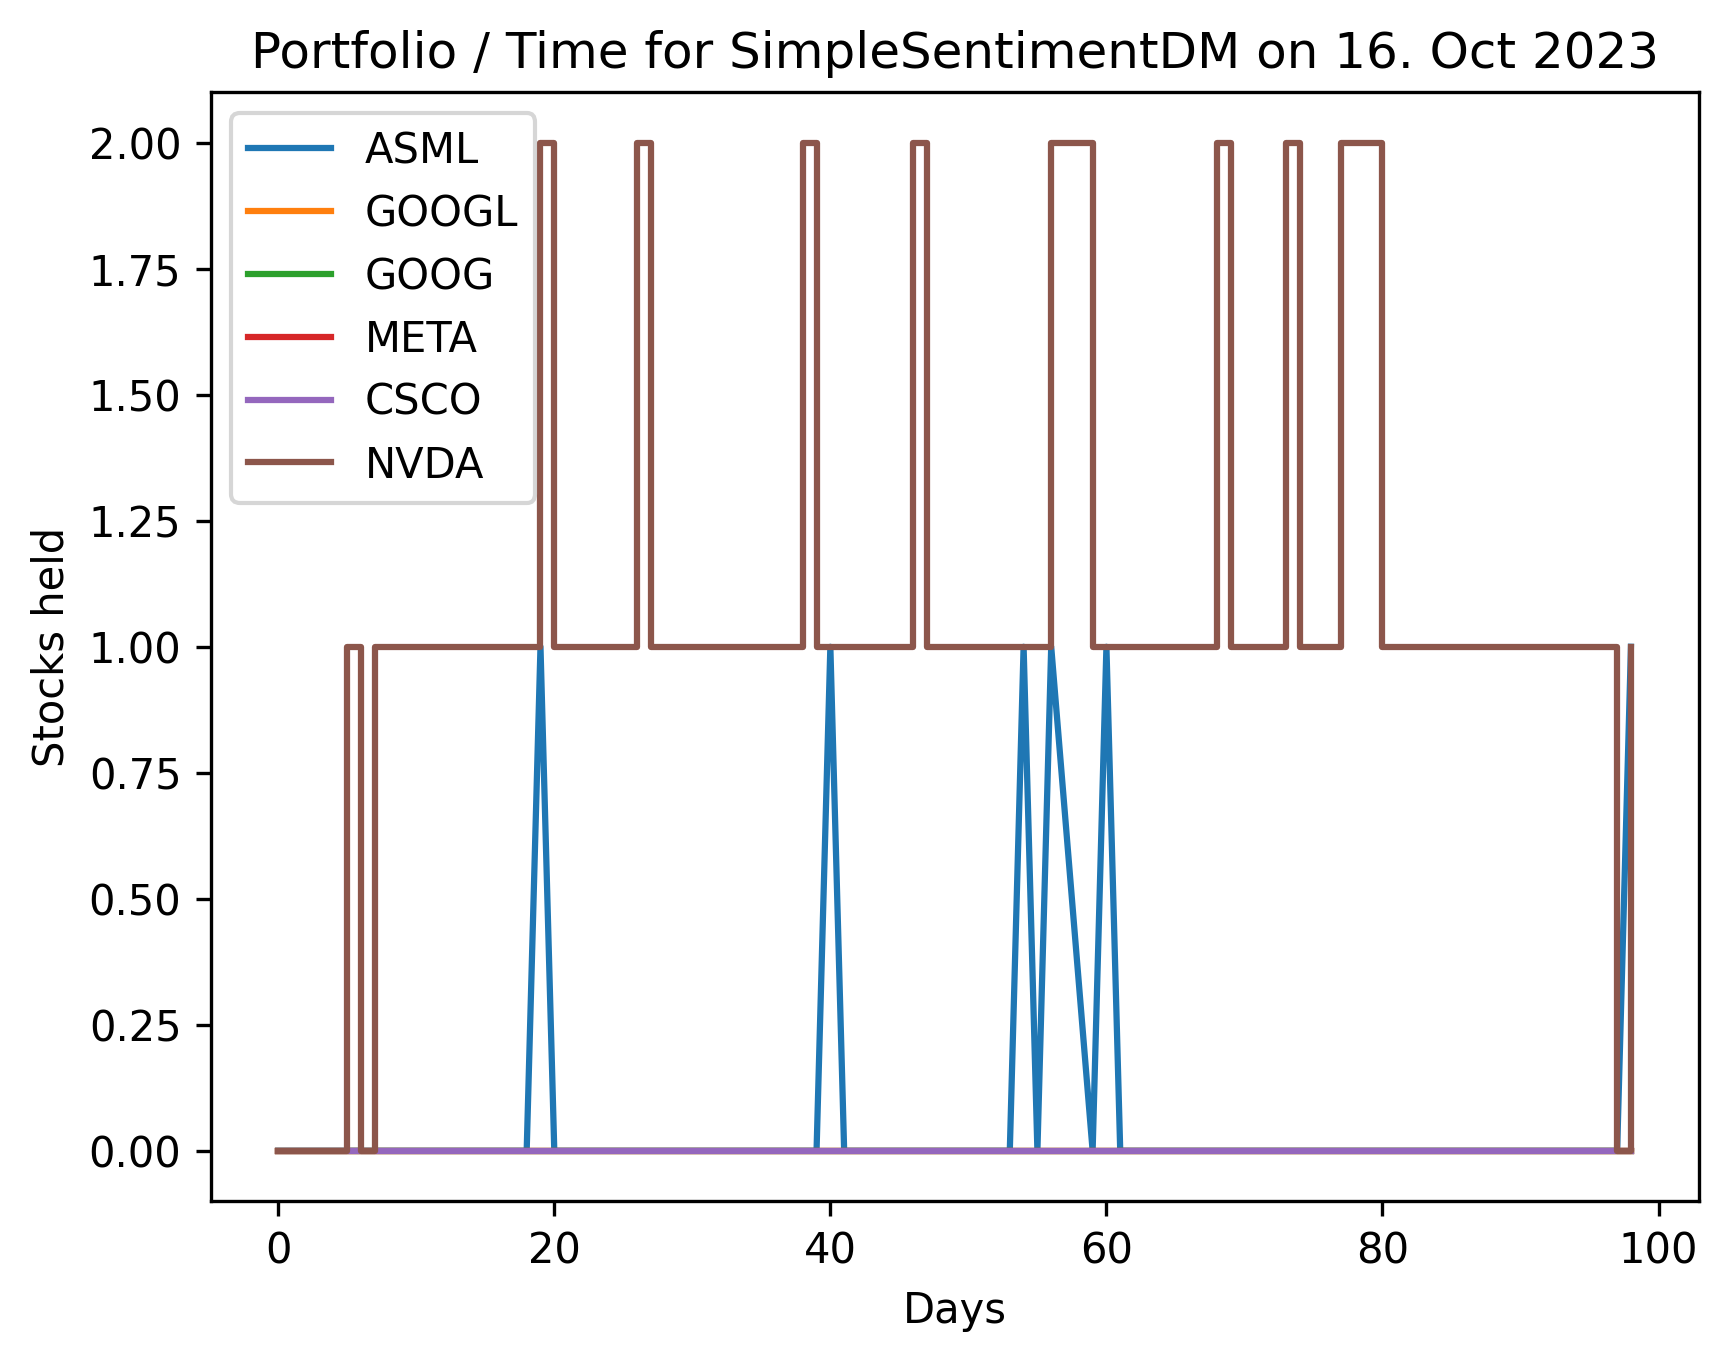 Portfolio / Time for SimpleSentimentDM on 16. Oct 2023
ASML
GOOGL
GOOG
META
CSCO
NVDA
2.00
1.75
1.50
1.25
1.00
0.75
0.50
0.25
0.00
Stocks held
0
20
40
60
80
100
Days